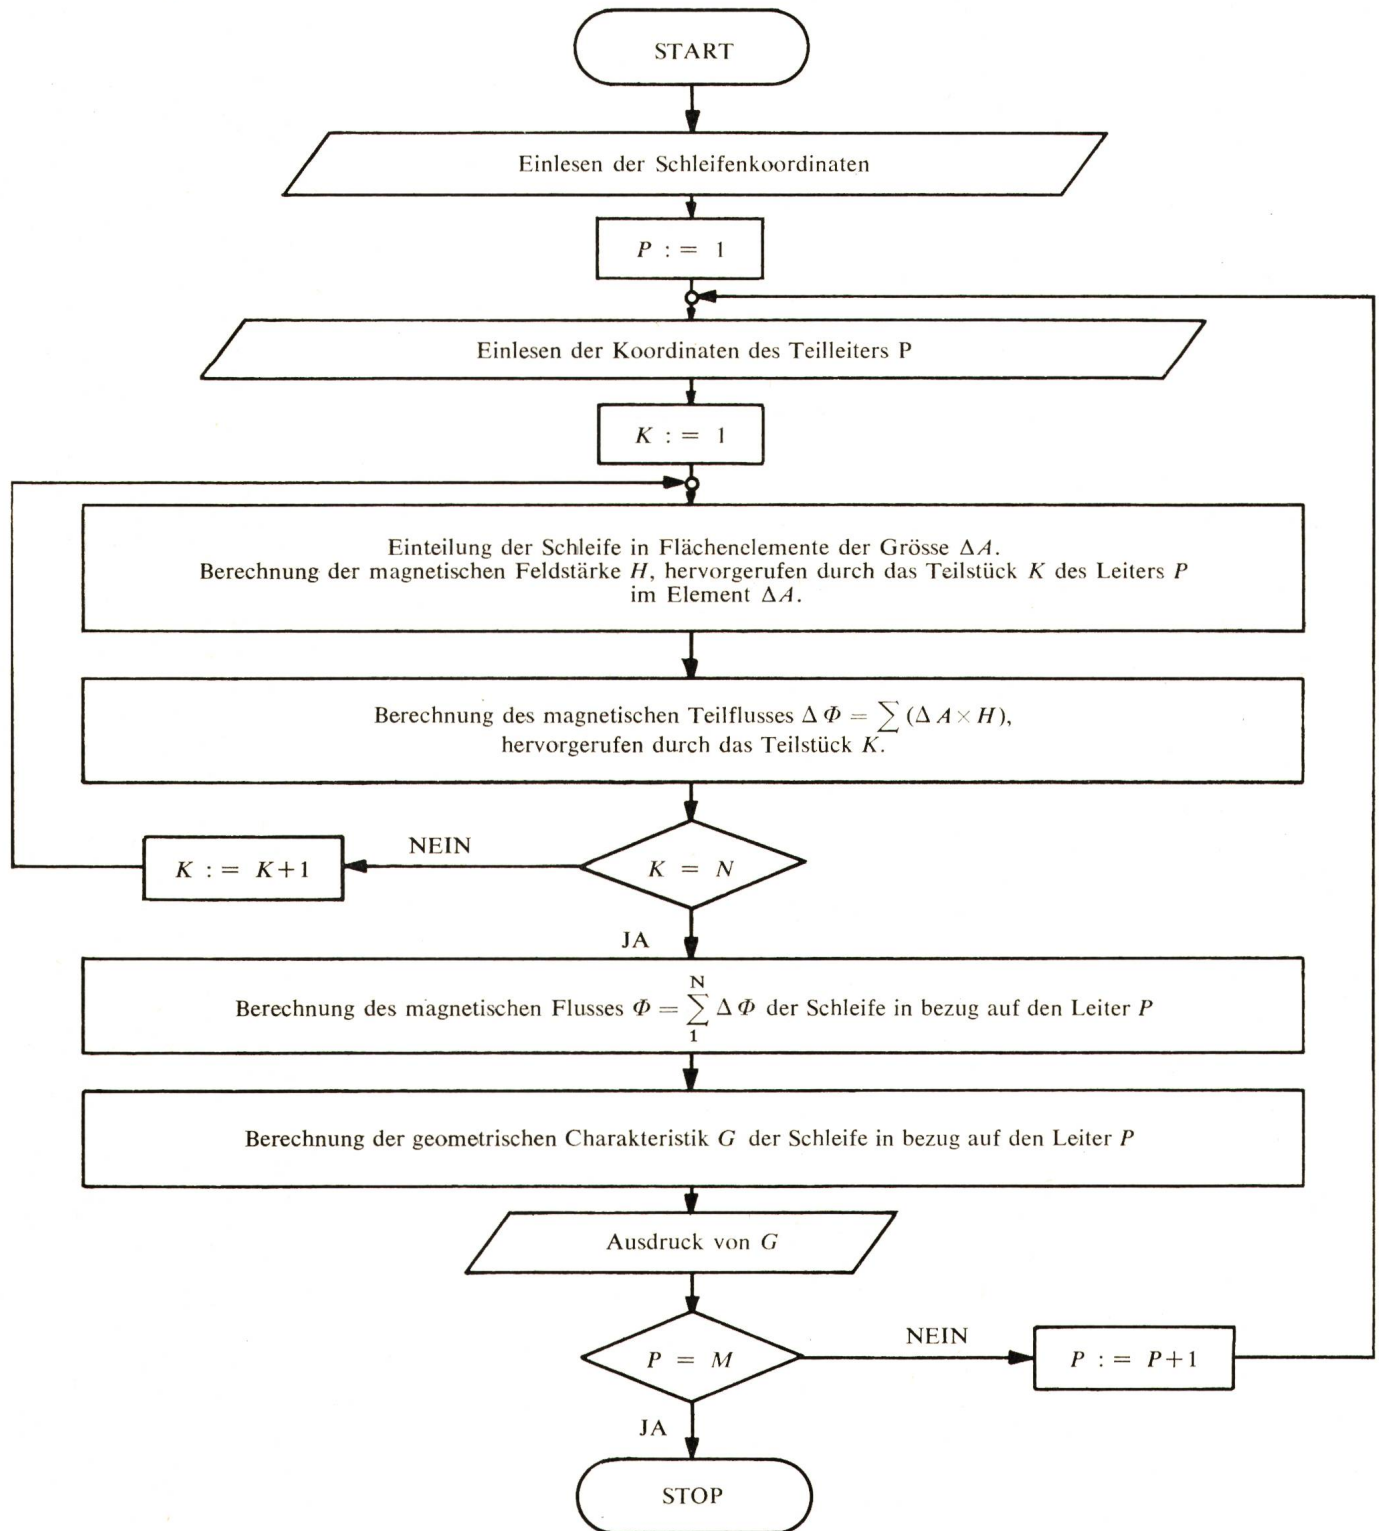 START
Einlesen der Schleifenkoordinaten
P := 1
Einlesen der Koordinaten des Teilleiters P
K := 1
Einteilung der Schleife in Flächenelemente der Grösse ΔA.
Berechnung der magnetischen Feldstärke H, hervorgerufen durch das Teilstück K des Leiters P
im Element ΔA.
Berechnung des magnetischen Teilflusses Δ Φ = ∑ (Δ A × H),
hervorgerufen durch das Teilstück K.
NEIN
K := K+1
K = N
JA
N
Berechnung des magnetischen Flusses Φ = ∑ Δ Φ der Schleife in bezug auf den Leiter P
1
Berechnung der geometrischen Charakteristik G der Schleife in bezug auf den Leiter P
Ausdruck von G
NEIN
P = M
P := P+1
JA
STOP